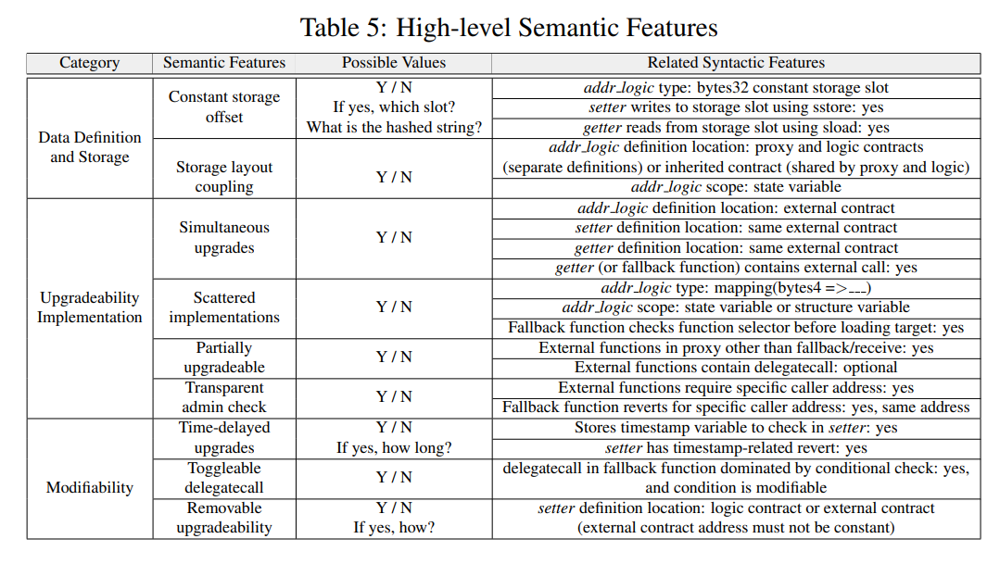 Table 5: High-level Semantic Features
Category Semantic Features Possible Values Related Syntactic Features
Data Definition
and Storage
Constant storage
offset
Y / N
If yes, which slot?
What is the hashed string?
addr_logic type: bytes32 constant storage slot
setter writes to storage slot using sstore: yes
getter reads from storage slot using sload: yes
Storage layout
coupling
Y / N
addr_logic definition location: proxy and logic contracts
(separate definitions) or inherited contract (shared by proxy and logic)
addr_logic scope: state variable
Upgradeability
Implementation
Simultaneous
upgrades
Y / N
addr_logic definition location: external contract
setter definition location: same external contract
getter definition location: same external contract
getter (or fallback function) contains external call: yes
Scattered
implementations
Y / N
addr_logic type: mapping(bytes4 =>___)
addr_logic scope: state variable or structure variable
Fallback function checks function selector before loading target: yes
Partially
upgradeable
Y / N
External functions in proxy other than fallback/receive: yes
External functions contain delegatecall: optional
Transparent
admin check
Y / N
External functions require specific caller address: yes
Fallback function reverts for specific caller address: yes, same address
Modifiability
Time-delayed
upgrades
Y / N
If yes, how long?
Stores timestamp variable to check in setter: yes
setter has timestamp-related revert: yes
Toggleable
delegatecall
Y / N
delegatecall in fallback function dominated by conditional check: yes,
and condition is modifiable
Removable
upgradeability
Y / N
If yes, how?
setter definition location: logic contract or external contract
(external contract address must not be constant)